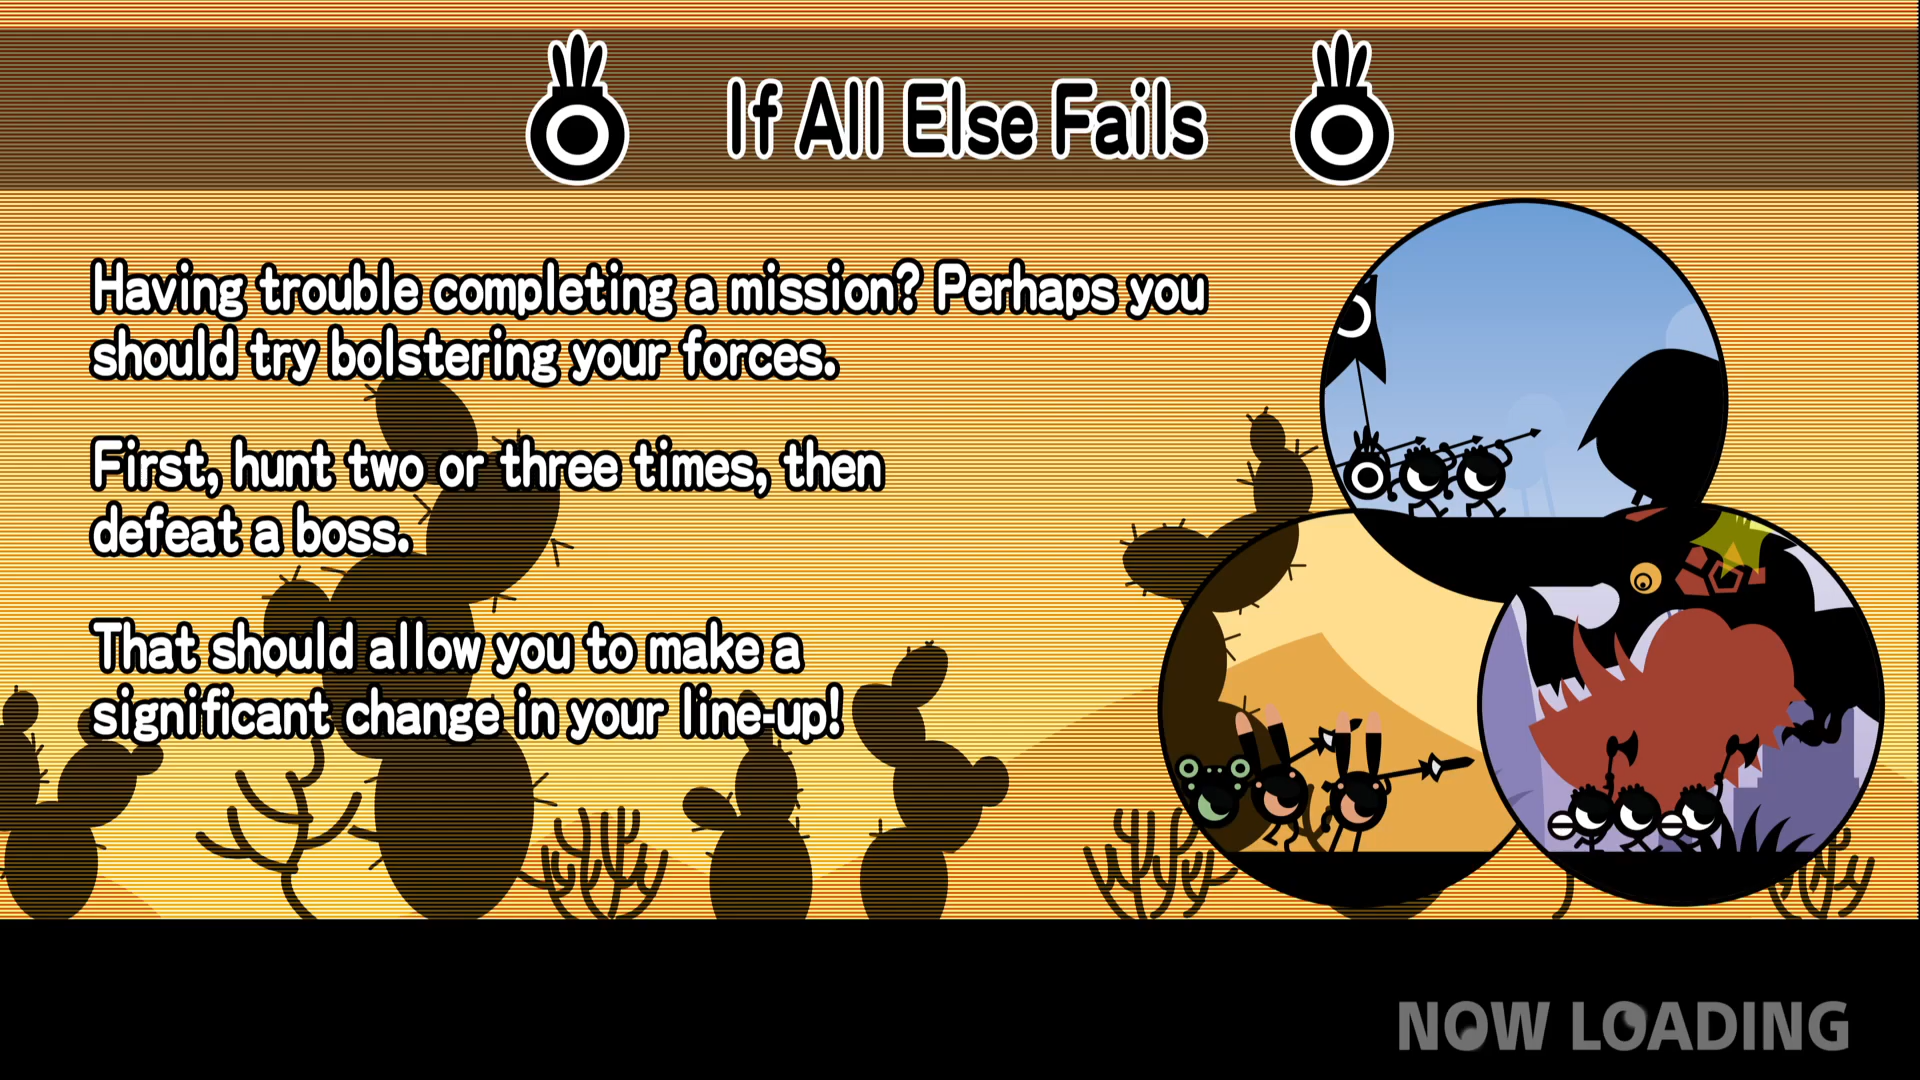 If All Else Fails
Having trouble completing a mission? Perhaps you
should try bolstering your forces.
First, hunt two or three times, then
defeat a boss.
That should allow you to make a
significant change in your line-up!
NOW LOADING